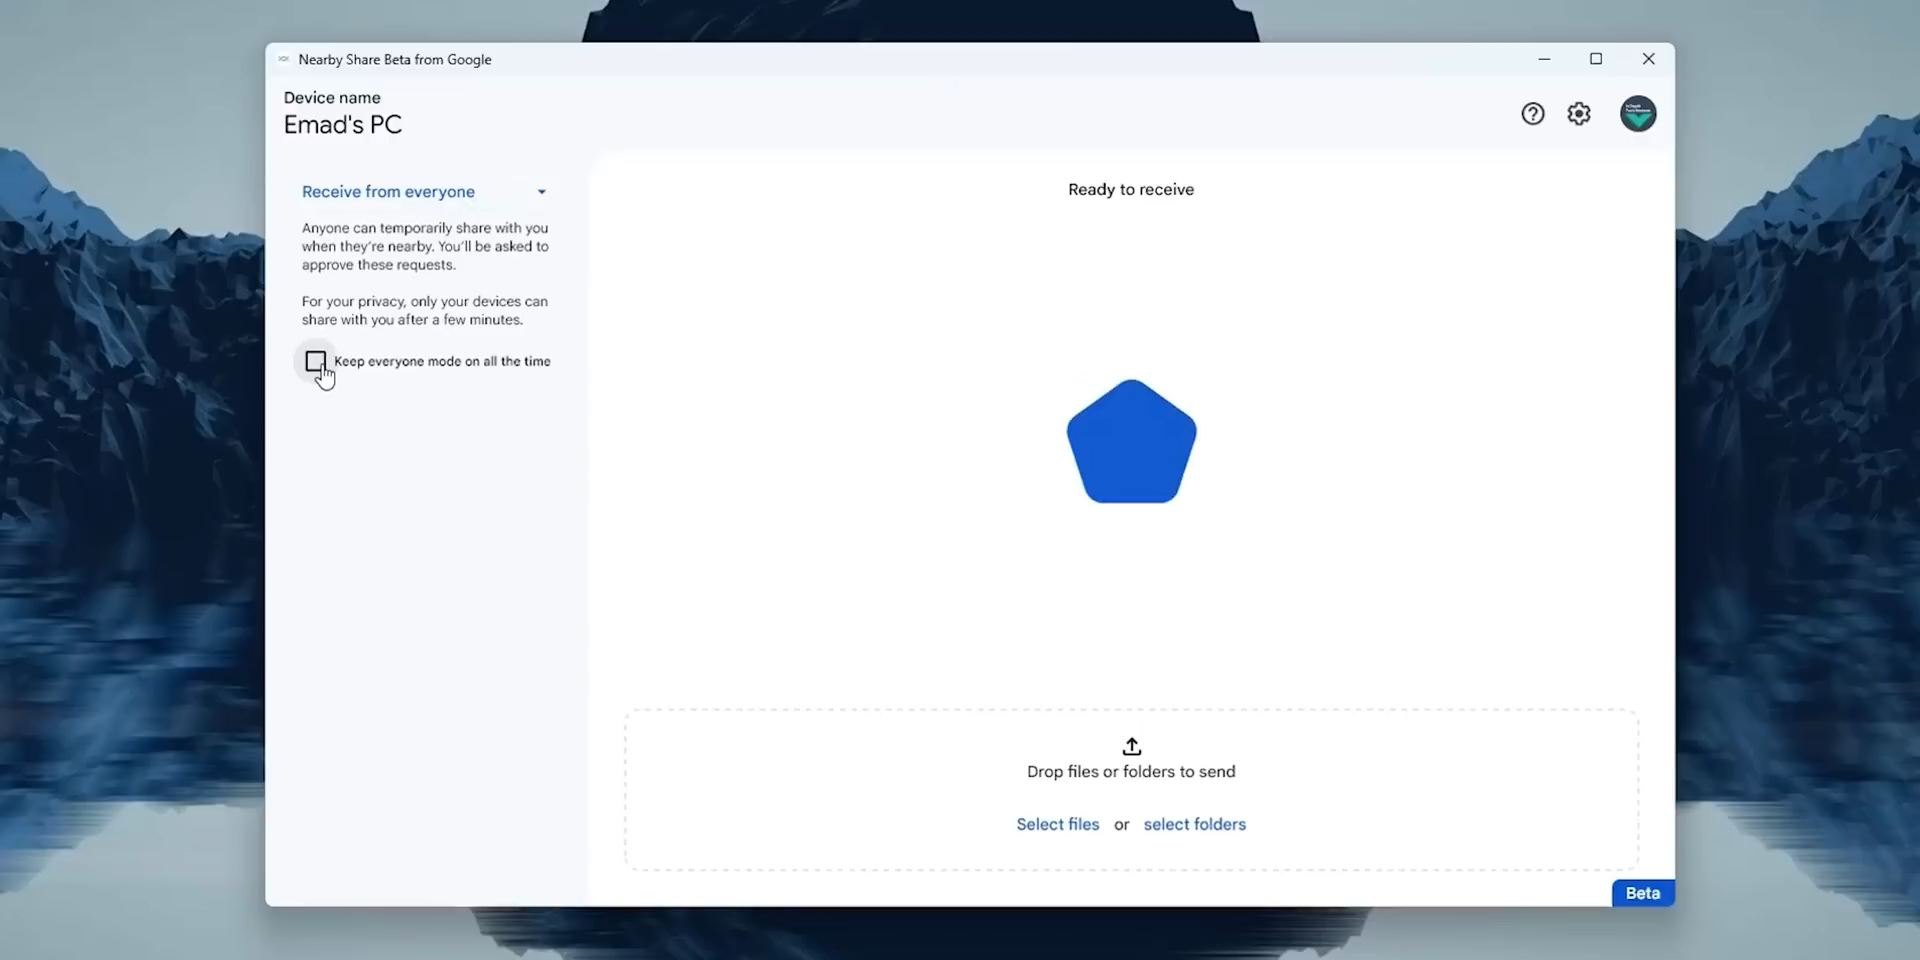 Nearby Share Beta from Google
Device name
Emad's PC
Receive from everyone
Anyone can temporarily share with you
when they're nearby. You'll be asked to
approve these requests.
For your privacy, only your devices can
share with you after a few minutes.
Keep everyone mode on all the time
Ready to receive
Drop files or folders to send
Select files or select folders
Beta